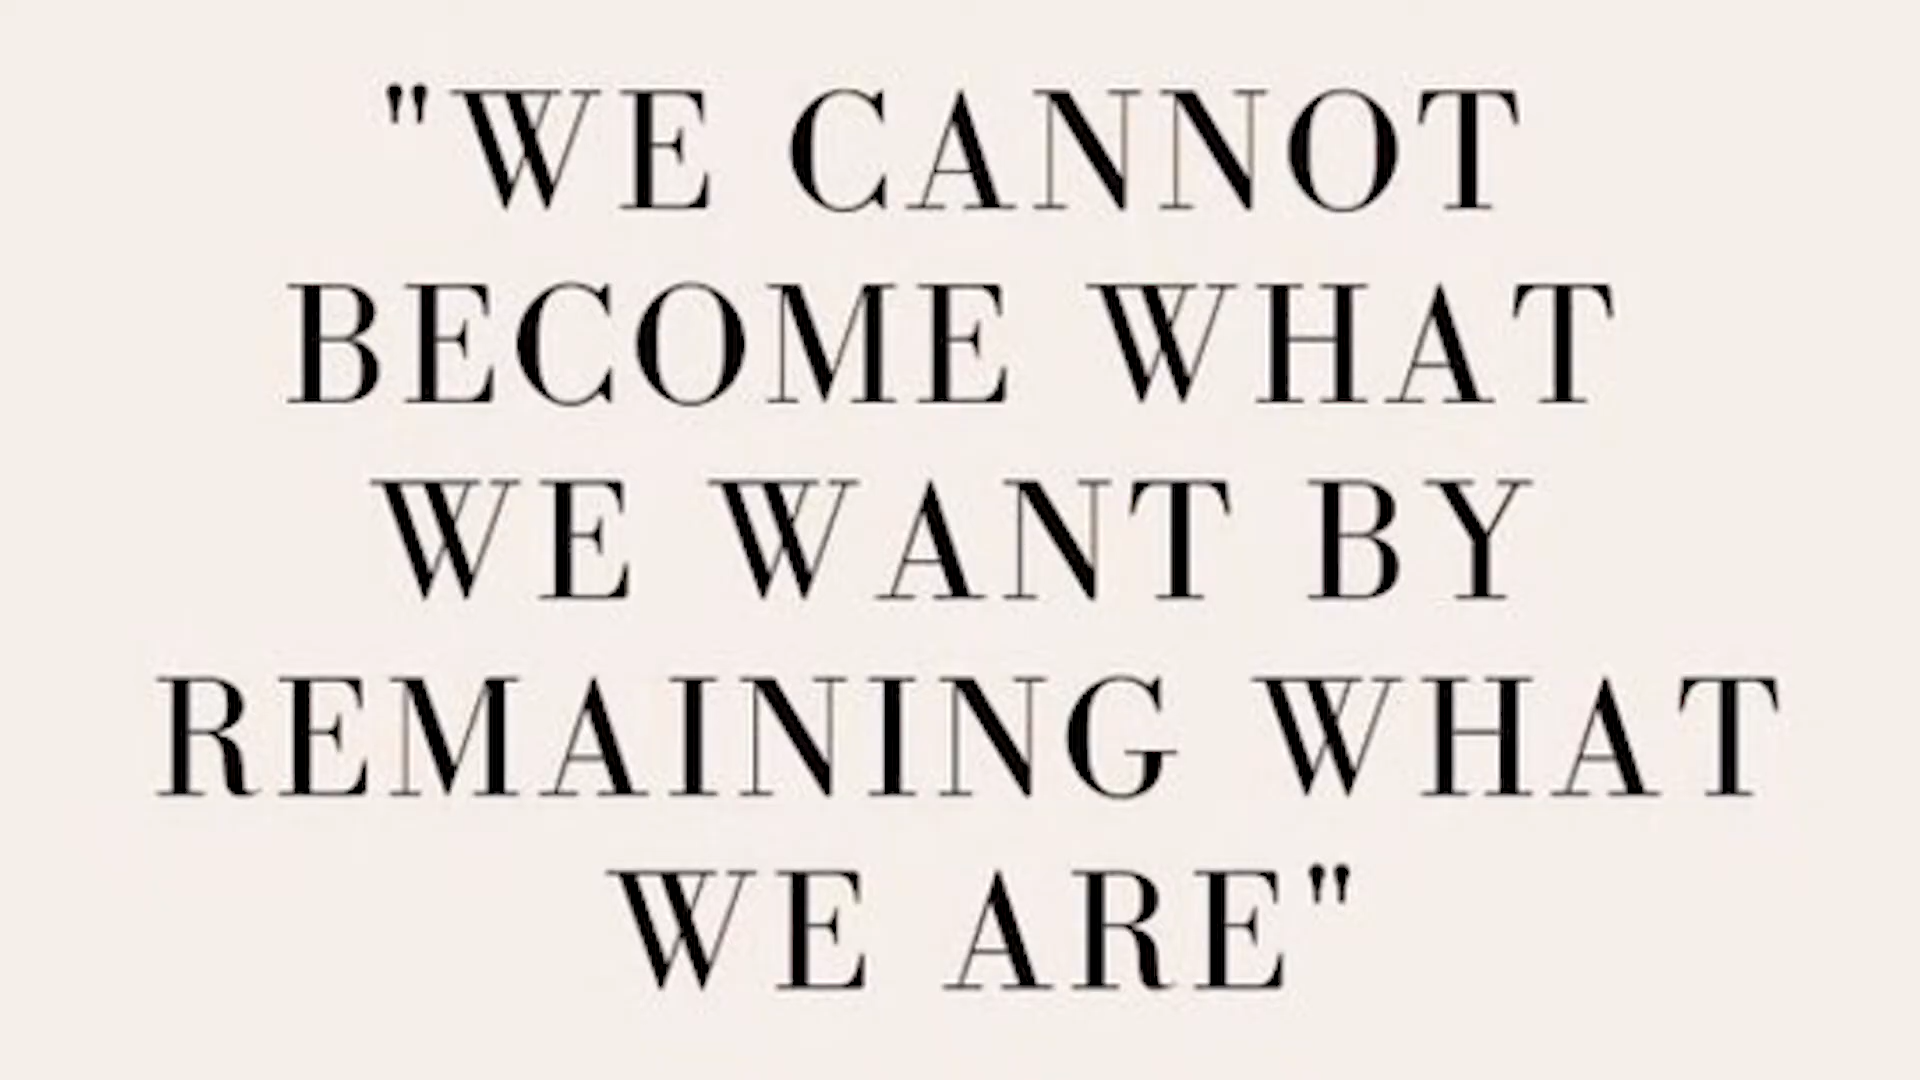 "WE CANNOT
BECOME WHAT
WE WANT BY
REMAINING WHAT
WE ARE"